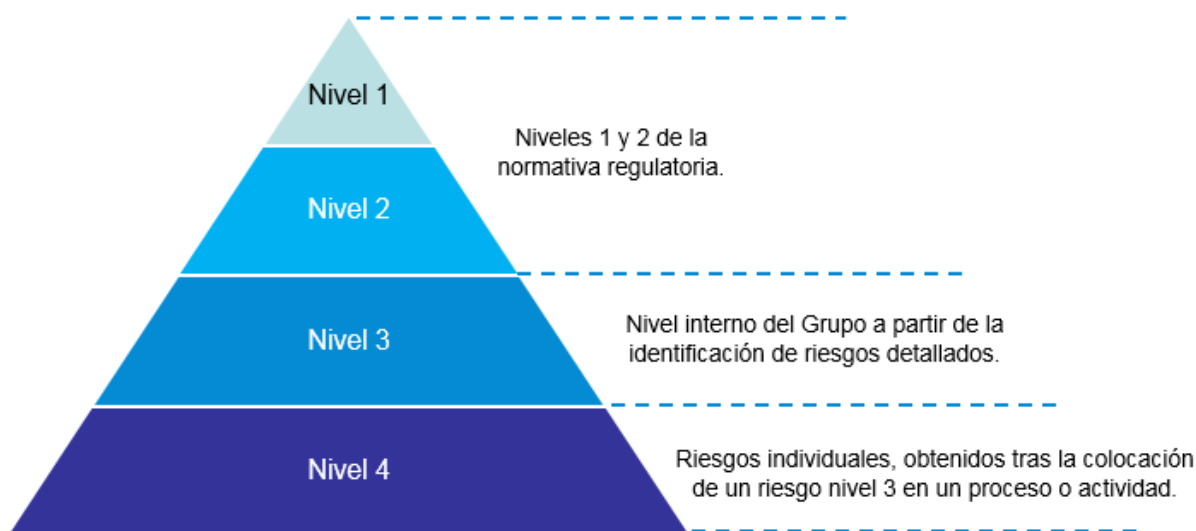 Nivel 1
Niveles 1 y 2 de la
normativa regulatoria.
Nivel 2
Nivel 3
Nivel interno del Grupo a partir de la
identificación de riesgos detallados.
Nivel 4
Riesgos individuales, obtenidos tras la colocación
de un riesgo nivel 3 en un proceso o actividad.